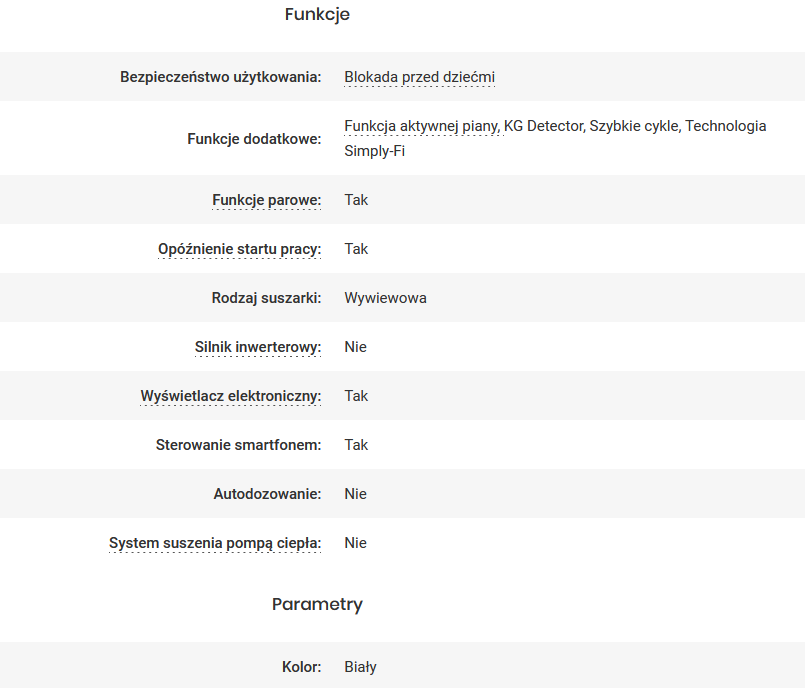 Funkcje
Bezpieczeństwo użytkowania: Blokada przed dziećmi
Funkcje dodatkowe: Funkcja aktywnej piany, KG Detector, Szybkie cykle, Technologia
Simply-Fi
Funkcje parowe: Tak
Opóźnienie startu pracy: Tak
Rodzaj suszarki: Wywiewowa
Silnik inwerterowy: Nie
Wyświetlacz elektroniczny: Tak
Sterowanie smartfonem: Tak
Autodozowanie: Nie
System suszenia pompą ciepła: Nie
Parametry
Kolor: Biały